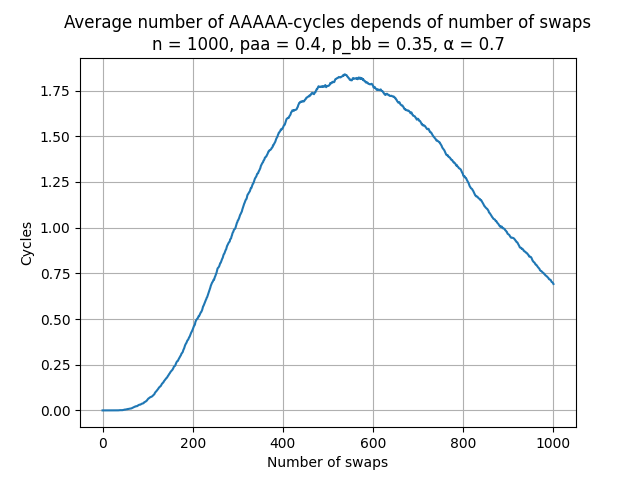 Average number of AAAAA-cycles depends of number of swaps
n = 1000, paa = 0.4, p_bb = 0.35, α = 0.7
1.75
1.50
1.25
1.00
0.75
0.50
0.25
0.00
Cycles
0 200 400 600 800 1000
Number of swaps